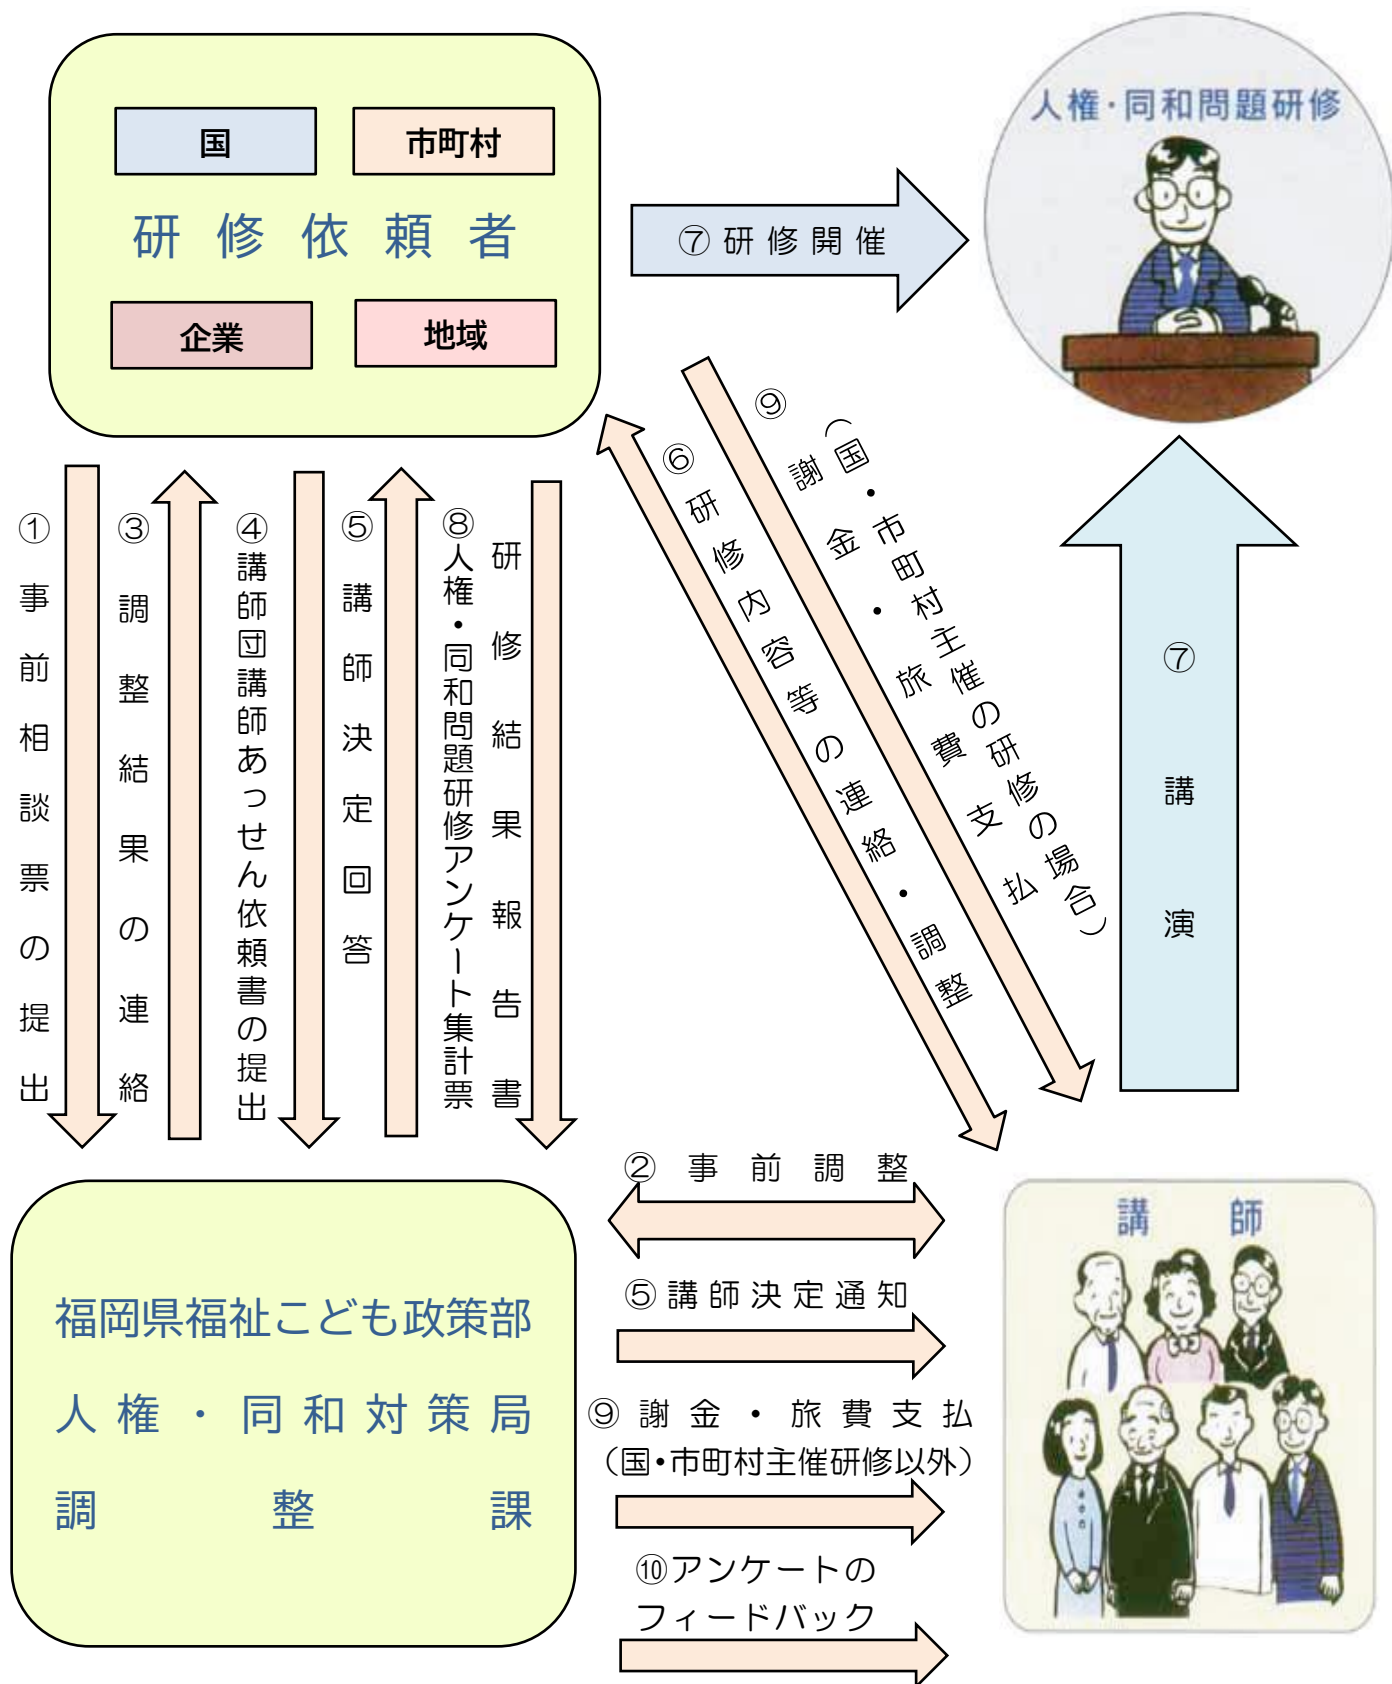 国
市町村
研修依頼者
企業
地域
⑦研修開催
人権・同和問題研修
①事前相談票の提出
③調整結果の連絡
④講師団講師あっせん依頼書の提出
⑤講師決定回答
⑧人権・同和問題研修アンケート集計票
研修結果報告書
⑥研修内容等の連絡・調整
⑨謝金・旅費支払
（国・市町村主催の研修の場合）
⑦講演
②事前調整
⑤講師決定通知
⑨謝金・旅費支払
（国・市町村主催研修以外）
⑩アンケートの
フィードバック
福岡県福祉こども政策部
人権・同和対策局
調整課
講師